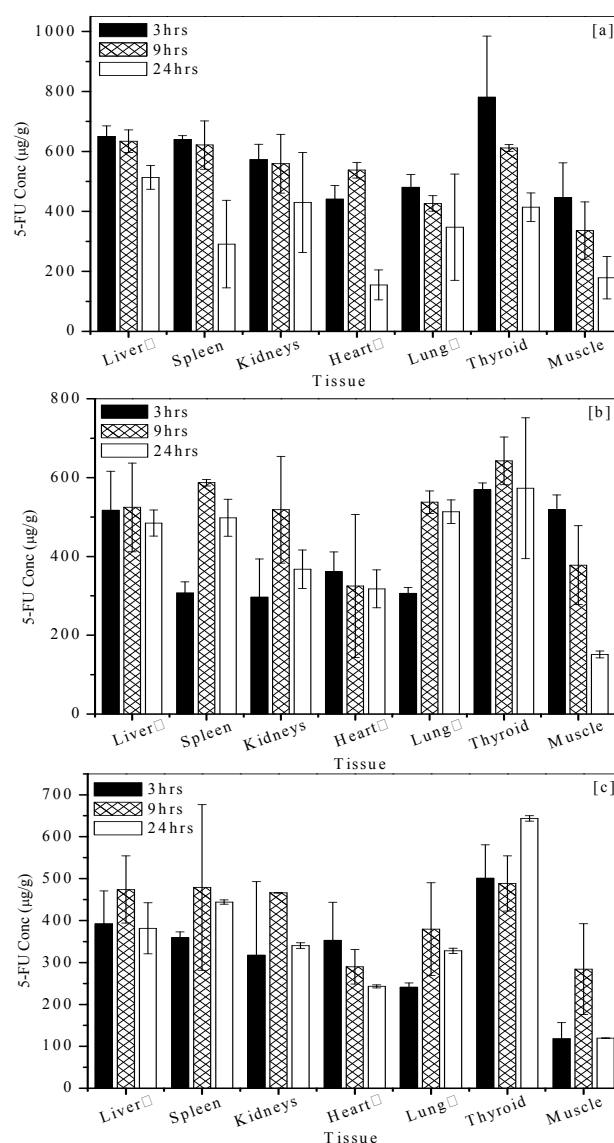 [a]
3hrs
9hrs
24hrs
1000
800
600
400
200
0
5-FU Conc (μg/g)
Liver□ Spleen Kidneys Heart□ Lung□ Thyroid Muscle
Tissue
[b]
3hrs
9hrs
24hrs
800
600
400
200
0
5-FU Conc (μg/g)
Liver□ Spleen Kidneys Heart□ Lung□ Thyroid Muscle
Tissue
[c]
3hrs
9hrs
24hrs
700
600
500
400
300
200
100
0
5-FU Conc (μg/g)
Liver□ Spleen Kidneys Heart□ Lung□ Thyroid Muscle
Tissue